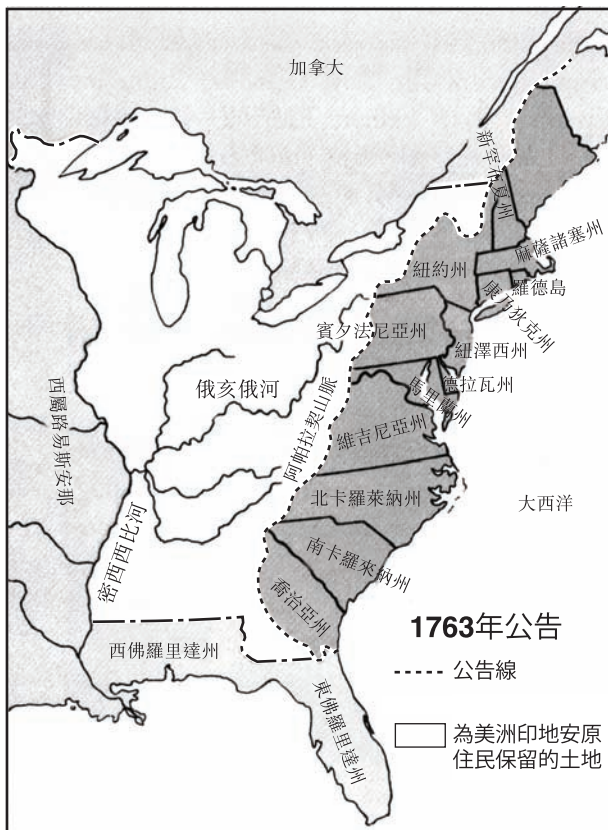 加拿大
新罕布夏州
麻薩諸塞州
紐約州
羅德島
康乃狄克州
賓夕法尼亞州
紐澤西州
俄亥俄河
德拉瓦州
馬里蘭州
西屬路易斯安那
阿帕拉契山脈
維吉尼亞州
北卡羅萊納州
大西洋
密西西比河
南卡羅來納州
喬治亞州
西佛羅里達州
東佛羅里達州
1763年公告
公告線
為美洲印地安原
住民保留的土地